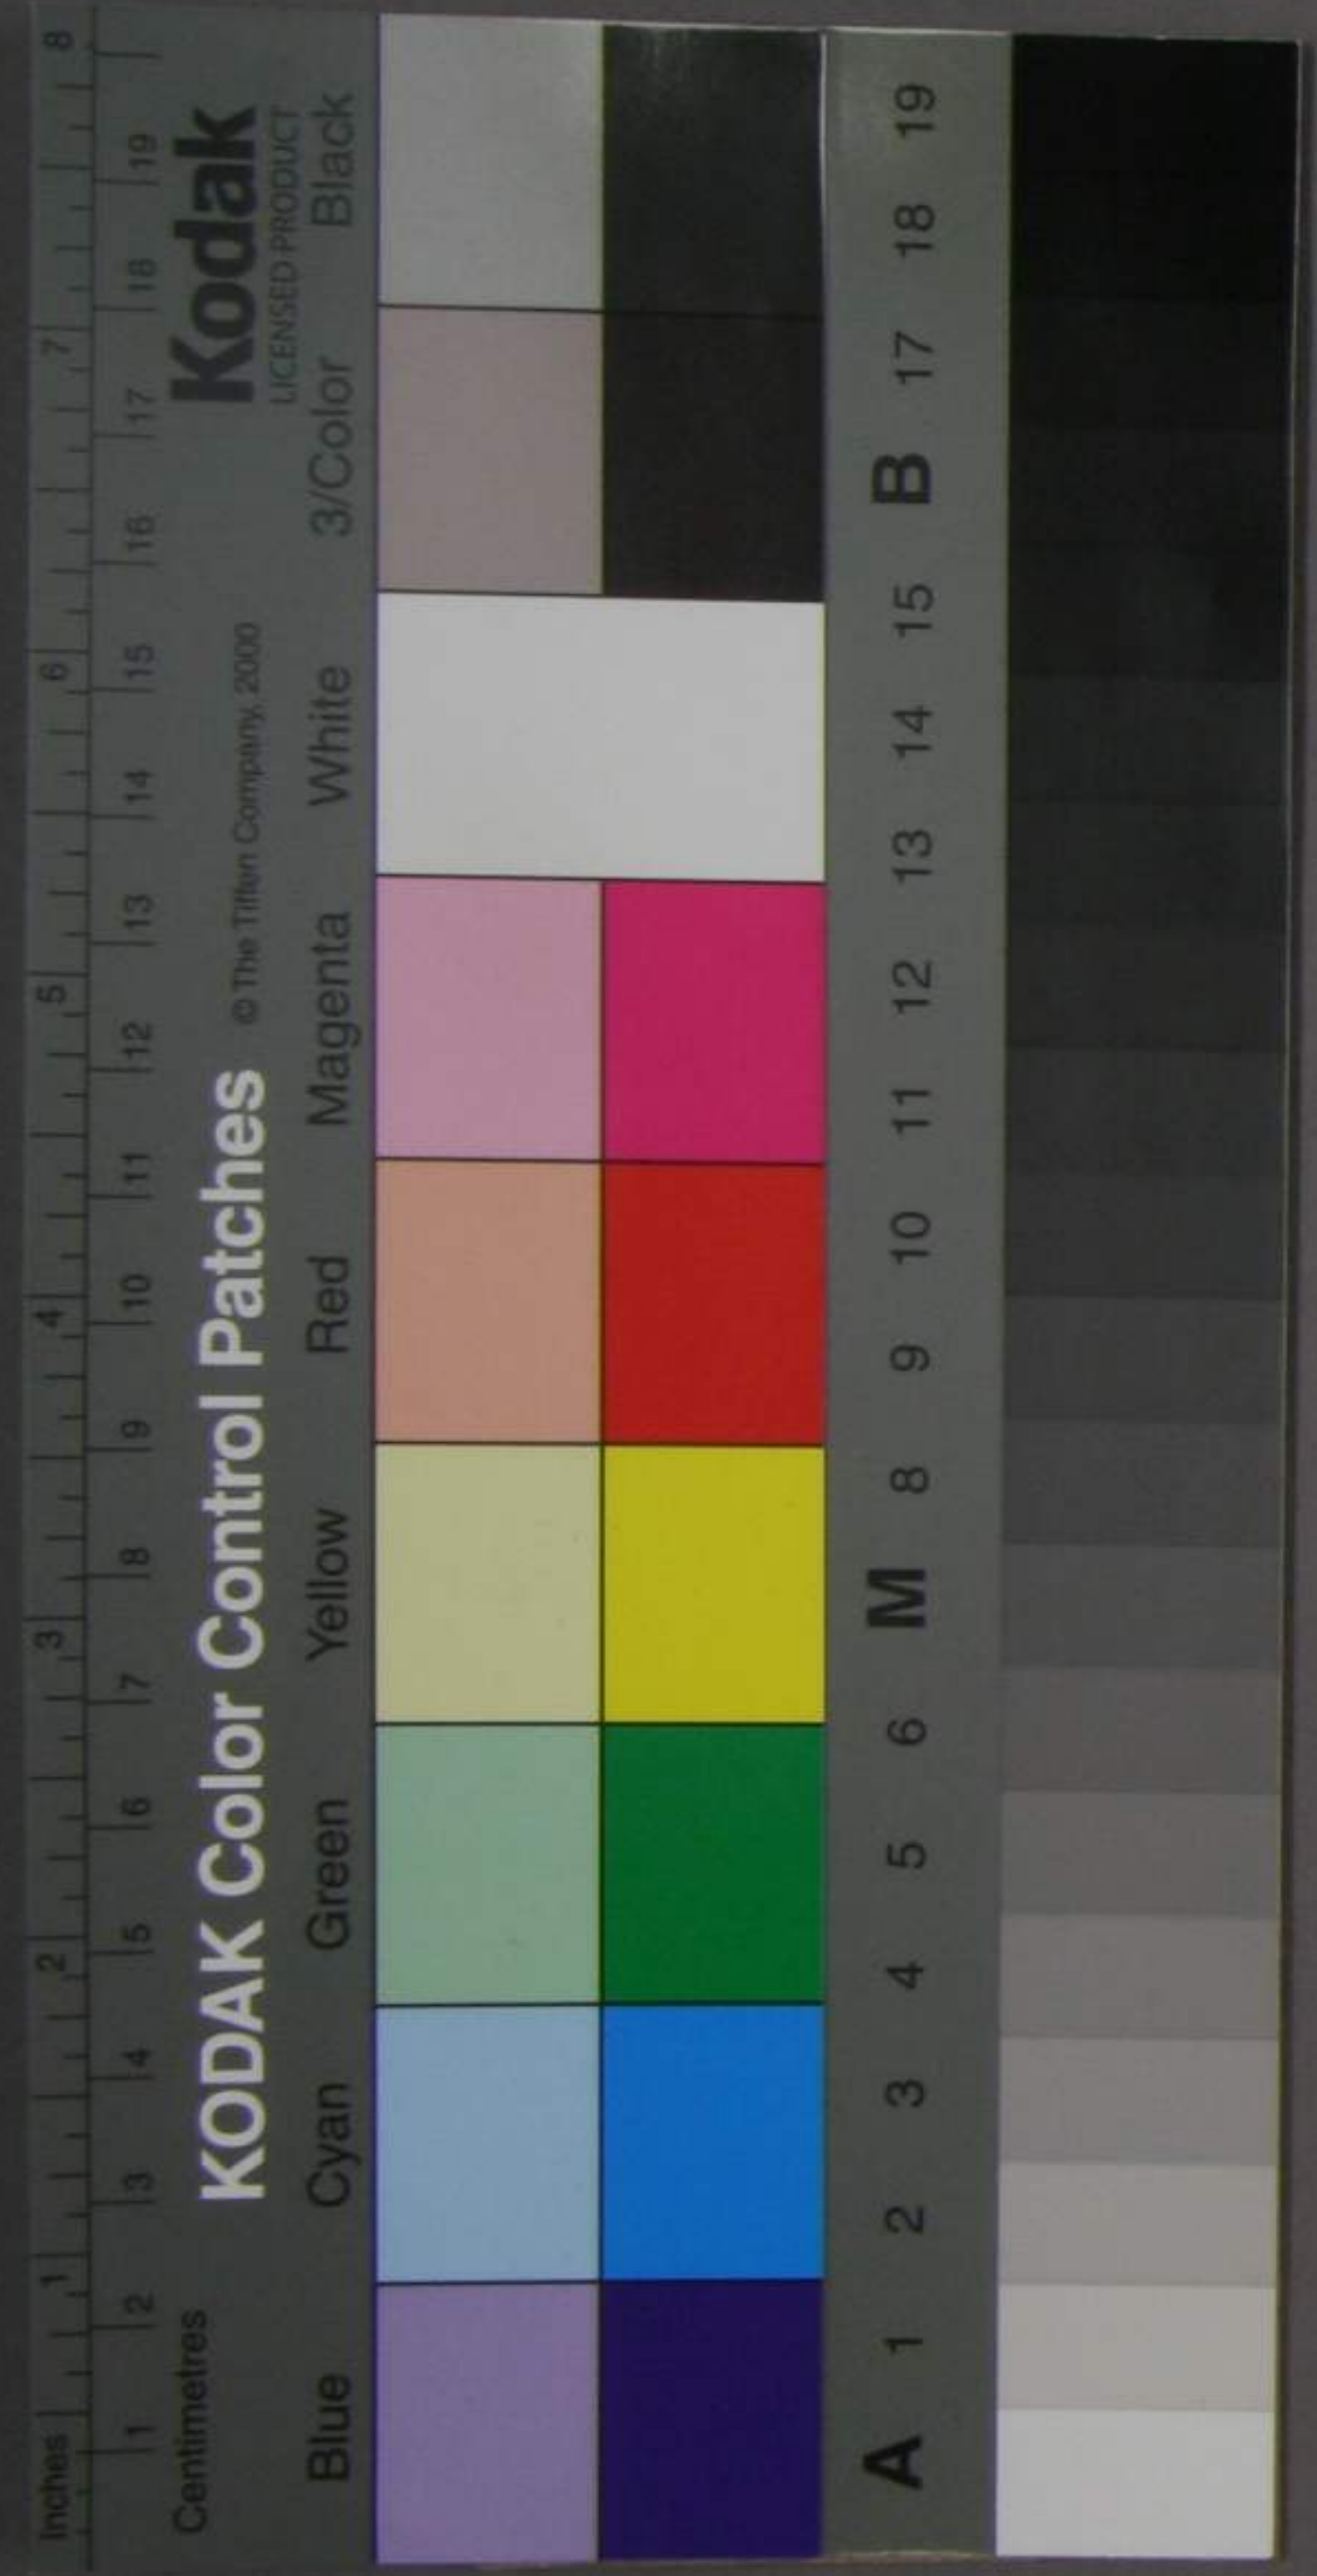 Inches 1 2 3 4 5 6 7 8
1 2 3 4 5 6 7 8 9 10 11 12 13 14 15 16 17 18 19
Centimetres
KODAK Color Control Patches © The Tiffen Company, 2000 Kodak
LICENSED PRODUCT
Blue Cyan Green Yellow Red Magenta White 3/Color Black
A 1 2 3 4 5 6 M 8 9 10 11 12 13 14 15 B 17 18 19